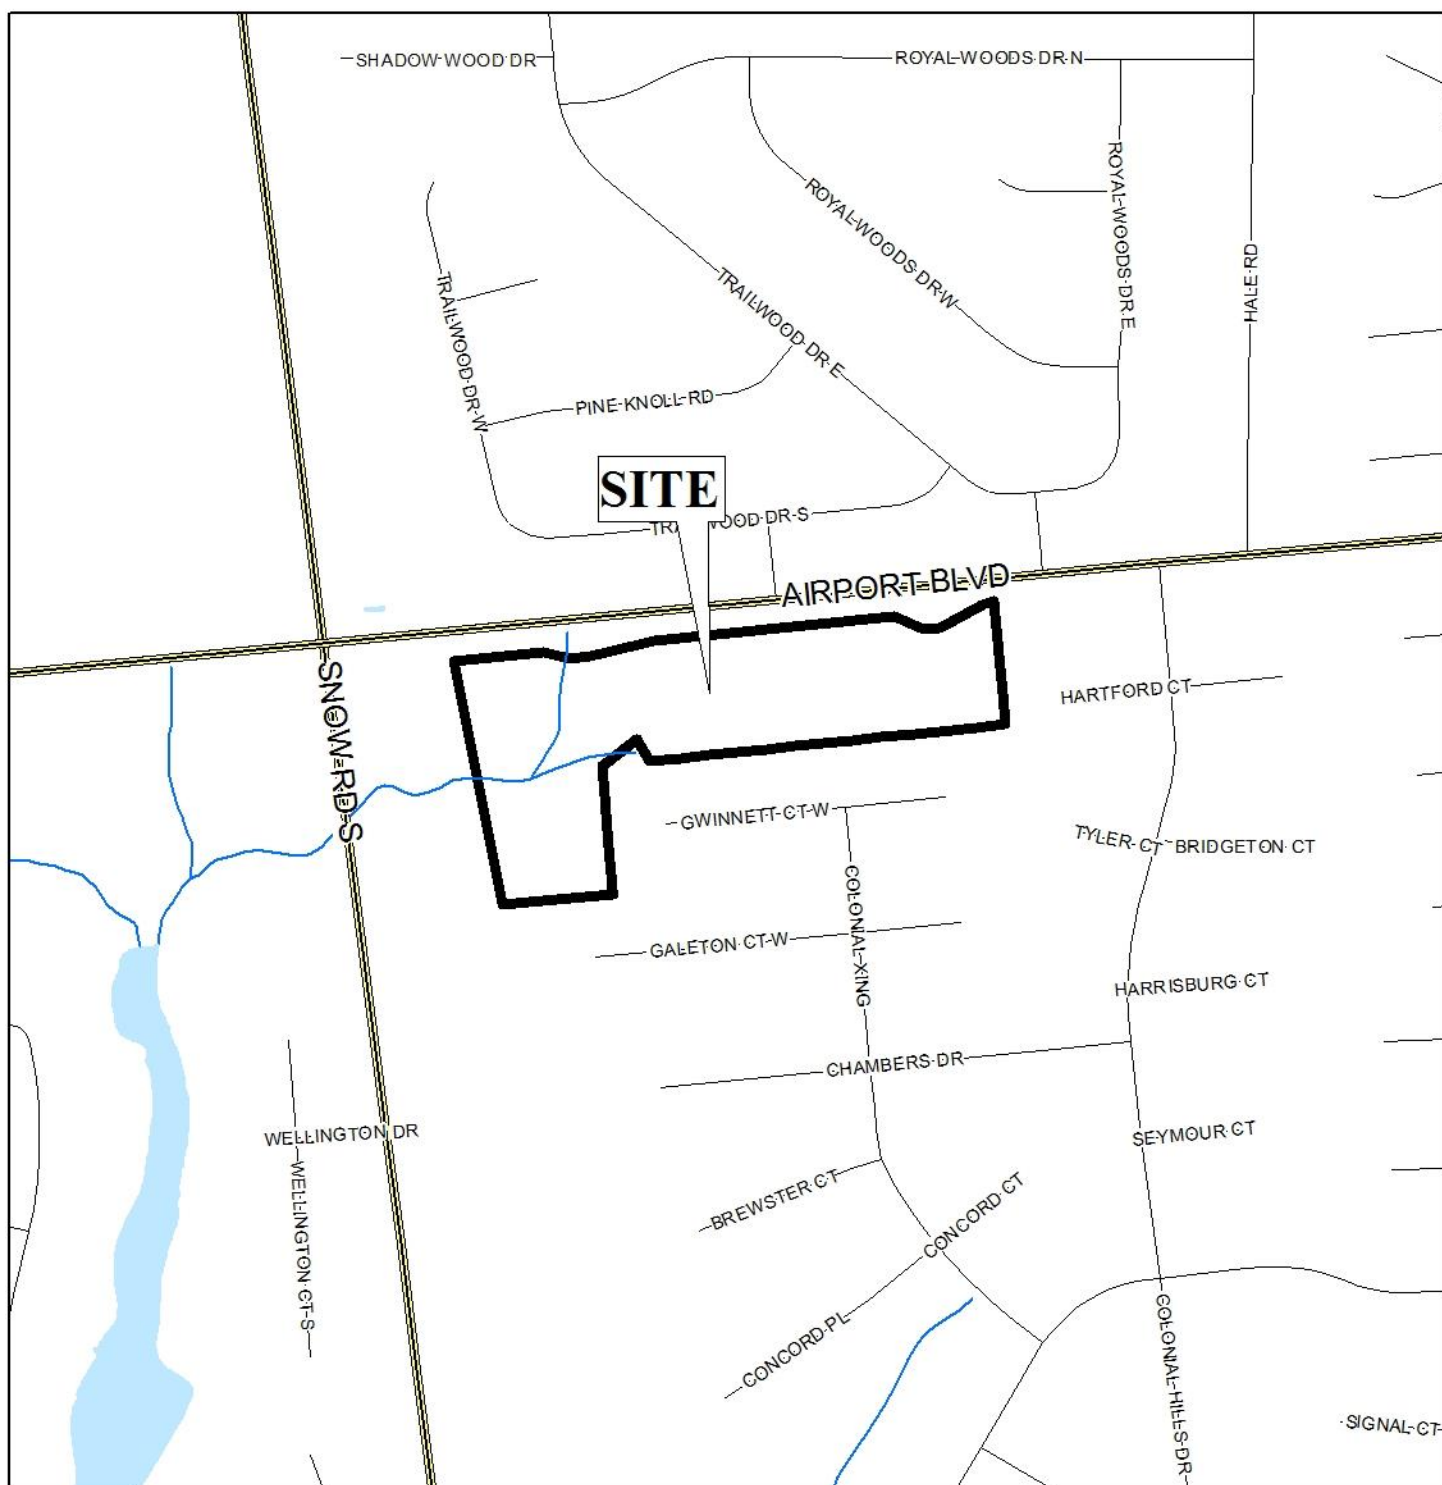 SHADOW WOOD DR
ROYAL WOODS DR N
ROYAL WOODS DR W
ROYAL WOODS DR E
HALE RD
TRAILWOOD DR W
TRAILWOOD DR E
PINE KNOLL RD
SITE
TRA WOOD DR S
AIRPORT BLVD
SNOW RD S
HARTFORD CT
GWINNETT CT W
TYLER CT
BRIDGETON CT
COLONIAL XING
GALETON CT W
HARRISBURG CT
CHAMBERS DR
WELLINGTON DR
SEYMOUR CT
WELLINGTON CT S
BREWSTER CT
CONCORD CT
CONCORD PL
COLONIAL HILLS DR
SIGNAL CT